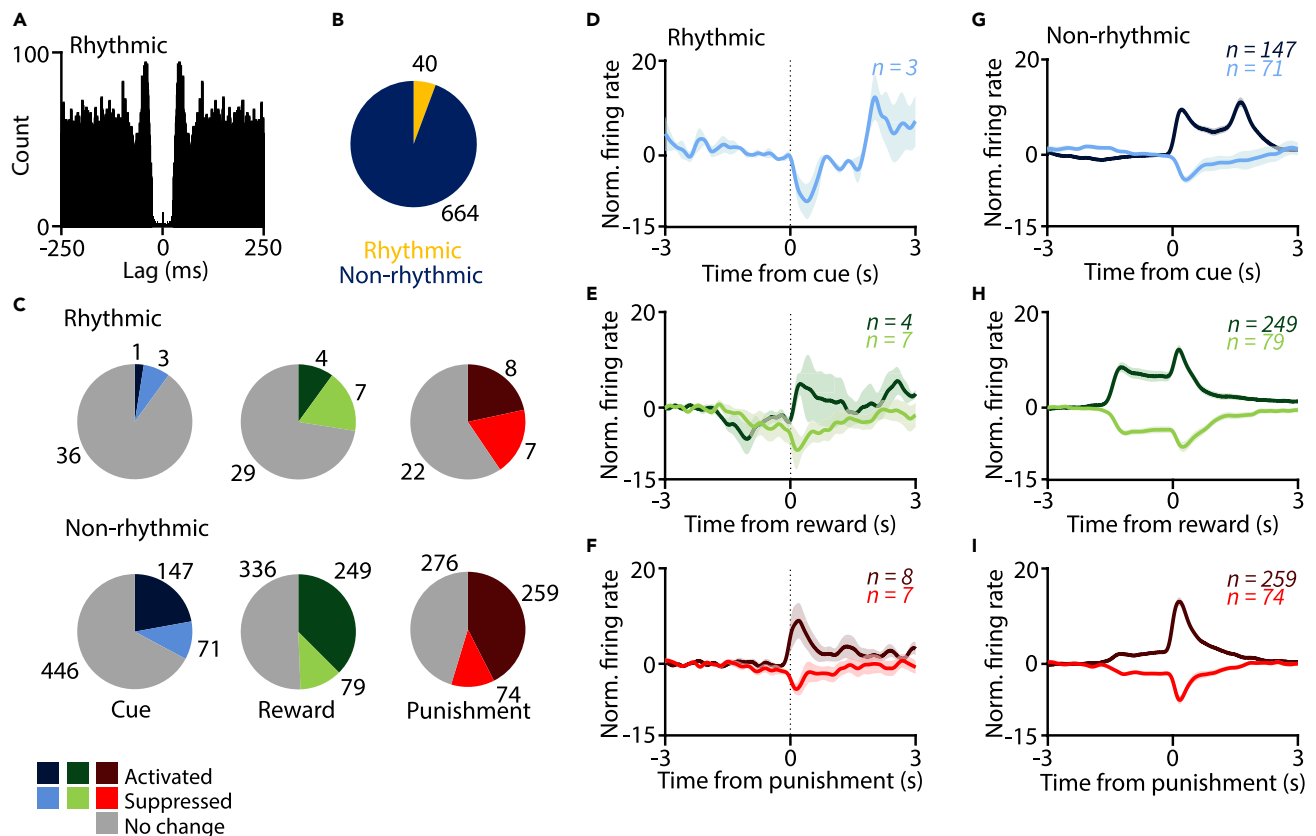 A
Rhythmic
100
Count
0
-250
0
250
Lag (ms)
B
40
664
Rhythmic
Non-rhythmic
C
Rhythmic
1
3
36
4
7
29
8
7
22
Non-rhythmic
147
71
446
Cue
336
249
79
Reward
276
259
74
Punishment
Activated
Suppressed
No change
D
Rhythmic
n = 3
Norm. firing rate
20
0
-15
-3
0
3
Time from cue (s)
E
n = 4
n = 7
Norm. firing rate
20
0
-15
-3
0
3
Time from reward (s)
F
n = 8
n = 7
Norm. firing rate
20
0
-15
-3
0
3
Time from punishment (s)
G
Non-rhythmic
n = 147
n = 71
Norm. firing rate
20
0
-15
-3
0
3
Time from cue (s)
H
n = 249
n = 79
Norm. firing rate
20
0
-15
-3
0
3
Time from reward (s)
I
n = 259
n = 74
Norm. firing rate
20
0
-15
-3
0
3
Time from punishment (s)